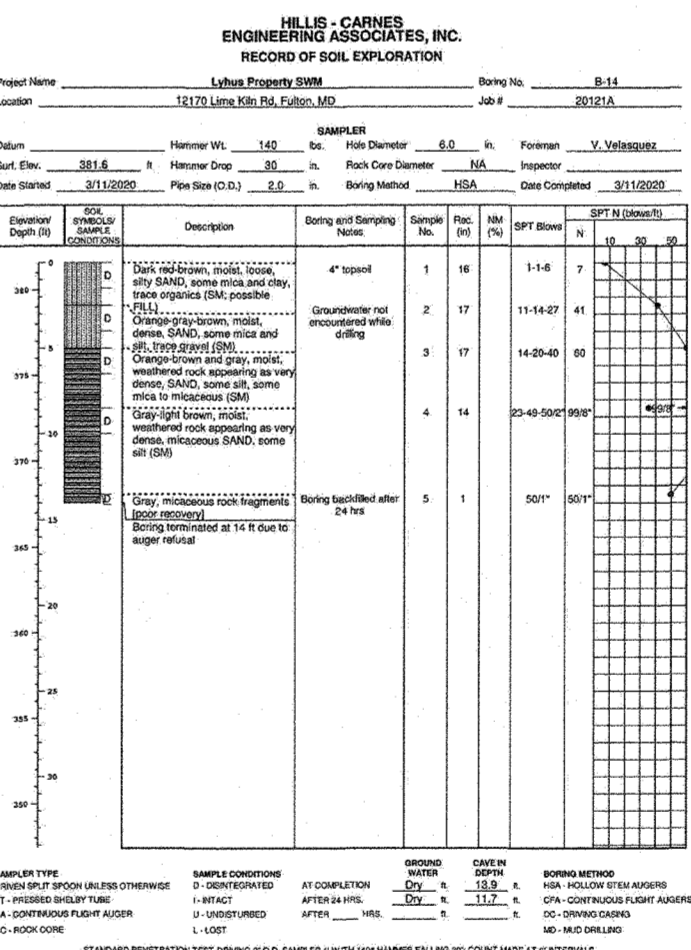 HILLIS - CARNES
ENGINEERING ASSOCIATES, INC.
RECORD OF SOIL EXPLORATION
Project Name Lyhus Property SWM Boring No. B-14
Location 12170 Lime Kiln Rd, Fulton, MD Job # 20121A
SAMPLER
Datum Hammer Wt. 140 lbs. Hole Diameter 6.0 in. Foreman V. Velasquez
Surf. Elev. 381.6 ft Hammer Drop 30 in. Rock Core Diameter NA Inspector
Date Started 3/11/2020 Pipe Size (O.D.) 2.0 in. Boring Method HSA Date Completed 3/11/2020
Elevation/ Depth (ft) SOIL SYMBOLS/ SAMPLE CONDITIONS Description Boring and Sampling Notes Sample No. Rec. (in) NM (%) SPT Blows SPT N (blows/ft)
N 10 30 50
0 D Dark red-brown, moist, loose, 4" topsoil 1 16 1-1-6 7
silty SAND, some mica and clay,
380 trace organics (SM; possible
FILL) Groundwater not 2 17 11-14-27 41
D Orange-gray-brown, moist, encountered while
dense, SAND, some mica and drilling
5 silt, trace gravel (SM) 3 17 14-20-40 60
D Orange-brown and gray, moist,
375 weathered rock appearing as very
dense, SAND, some silt, some
mica to micaceous (SM)
D Gray-light brown, moist, 4 14 23-49-50/2" 99/8" 99/8"
weathered rock appearing as very
10 dense, micaceous SAND, some
silt (SM)
370
D Gray, micaceous rock fragments Boring backfilled after 5 1 50/1" 50/1"
[poor recovery] 24 hrs
15 Boring terminated at 14 ft due to
365 auger refusal
20
360
25
355
30
350
GROUND WATER CAVE IN DEPTH
AMPLER TYPE SAMPLE CONDITIONS BORING METHOD
RIVEN SPLIT SPOON UNLESS OTHERWISE D - DISINTEGRATED AT COMPLETION Dry ft. 13.9 ft. HSA - HOLLOW STEM AUGERS
T - PRESSED SHELBY TUBE I - INTACT AFTER 24 HRS. Dry ft. 11.7 ft. CFA - CONTINUOUS FLIGHT AUGERS
A - CONTINUOUS FLIGHT AUGER U - UNDISTURBED AFTER HRS. ft. ft. DC - DRIVING CASING
C - ROCK CORE L - LOST MD - MUD DRILLING